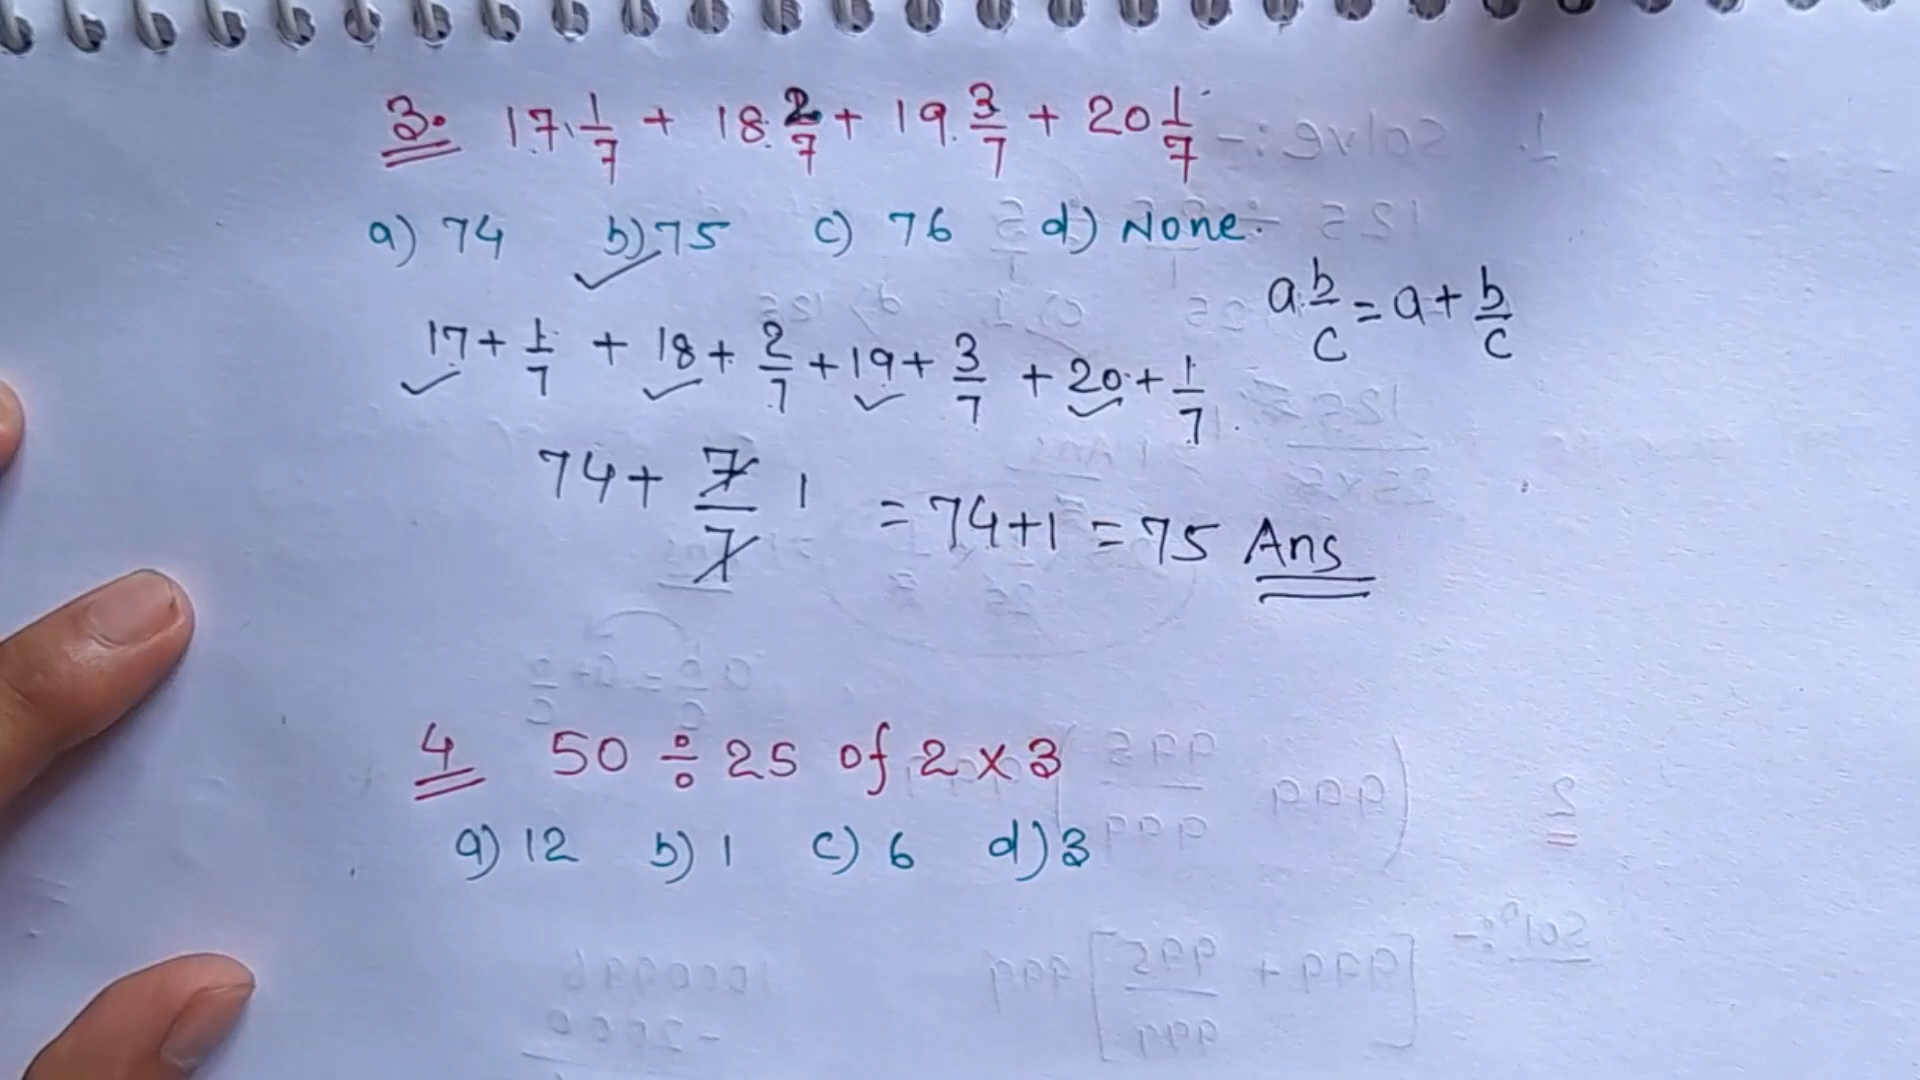 3. 17 1/7 + 18 2/7 + 19 3/7 + 20 1/7
a) 74 b) 75 c) 76 d) None
a b/c = a + b/c
17 + 1/7 + 18 + 2/7 + 19 + 3/7 + 20 + 1/7
74 + 7/7 1 = 74+1 = 75 Ans
4 50 ÷ 25 of 2 x 3
a) 12 b) 1 c) 6 d) 3